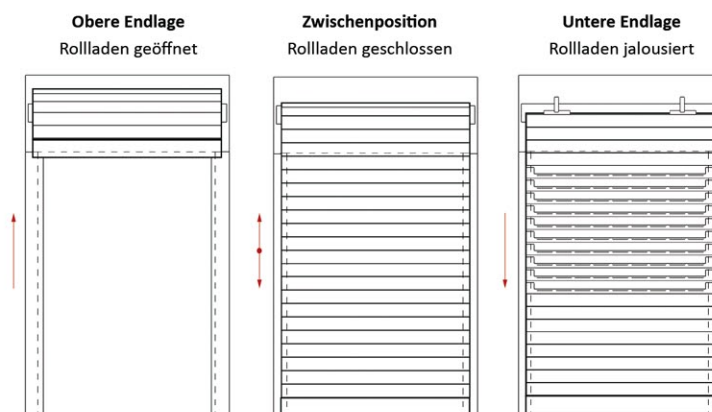 Obere Endlage
Rollladen geöffnet
Zwischenposition
Rollladen geschlossen
Untere Endlage
Rollladen jalousiert